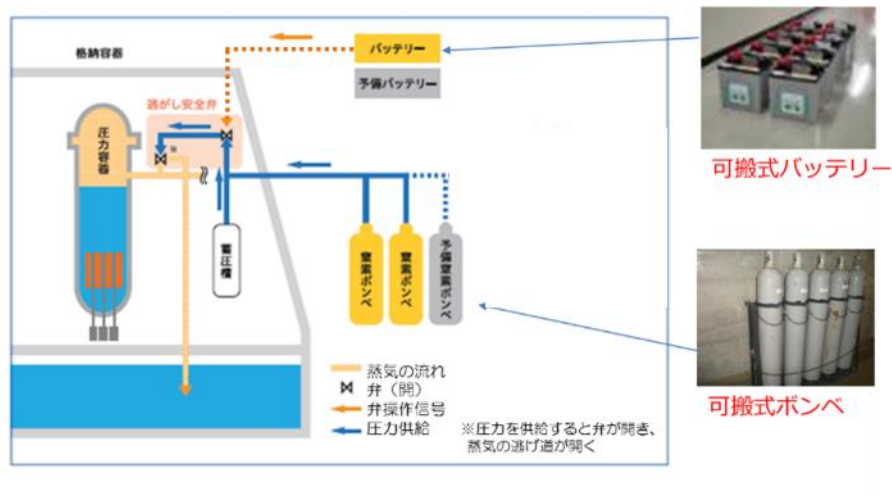 格納容器
バッテリー
予備バッテリー
逃がし安全弁
圧力容器
※
蓄圧槽
窒素ボンベ
窒素ボンベ
予備窒素ボンベ
蒸気の流れ
弁（開）
弁操作信号
圧力供給
※圧力を供給すると弁が開き、
蒸気の逃げ道が開く
可搬式バッテリー
可搬式ボンベ